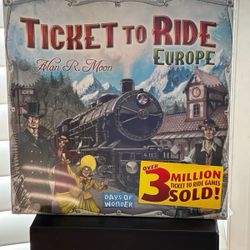 TICKET TO RIDE
EUROPE
Alan R. Moon
DAYS OF
WONDER
OVER
3 MILLION
TICKET TO RIDE GAMES
SOLD!